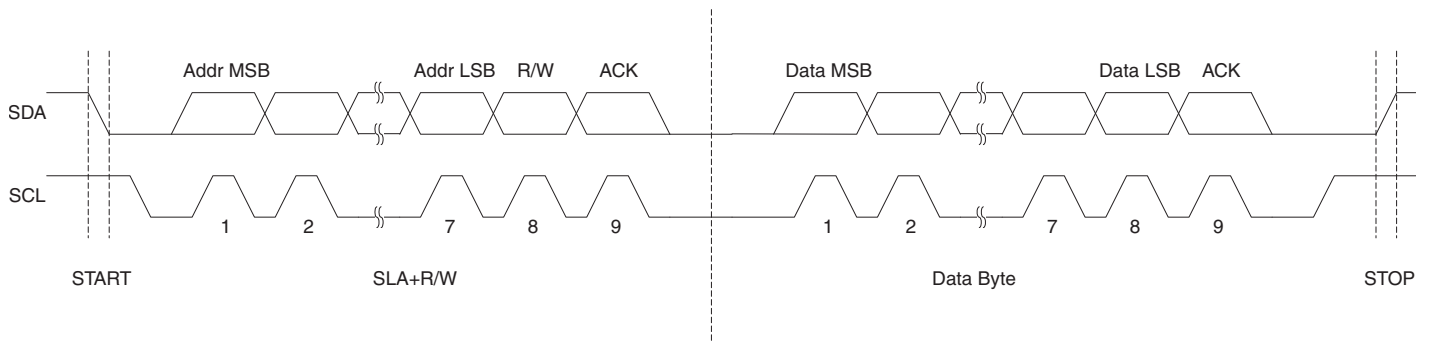 Addr MSB Addr LSB R/W ACK Data MSB Data LSB ACK
SDA
SCL
1 2 7 8 9 1 2 7 8 9
START SLA+R/W Data Byte STOP